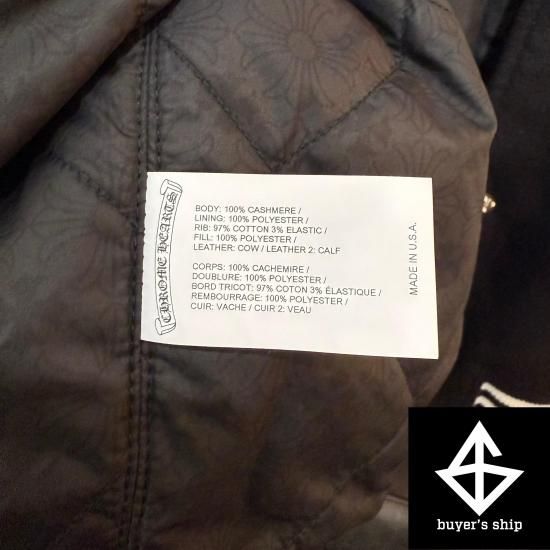 CHROME HEARTS
BODY: 100% CASHMERE /
LINING: 100% POLYESTER /
RIB: 97% COTTON 3% ELASTIC /
FILL: 100% POLYESTER /
LEATHER: COW / LEATHER 2: CALF
CORPS: 100% CACHEMIRE /
DOUBLURE: 100% POLYESTER /
BORD TRICOT: 97% COTON 3% ÉLASTIQUE /
REMBOURRAGE: 100% POLYESTER /
CUIR: VACHE / CUIR 2: VEAU
MADE IN U.S.A.
buyer's ship